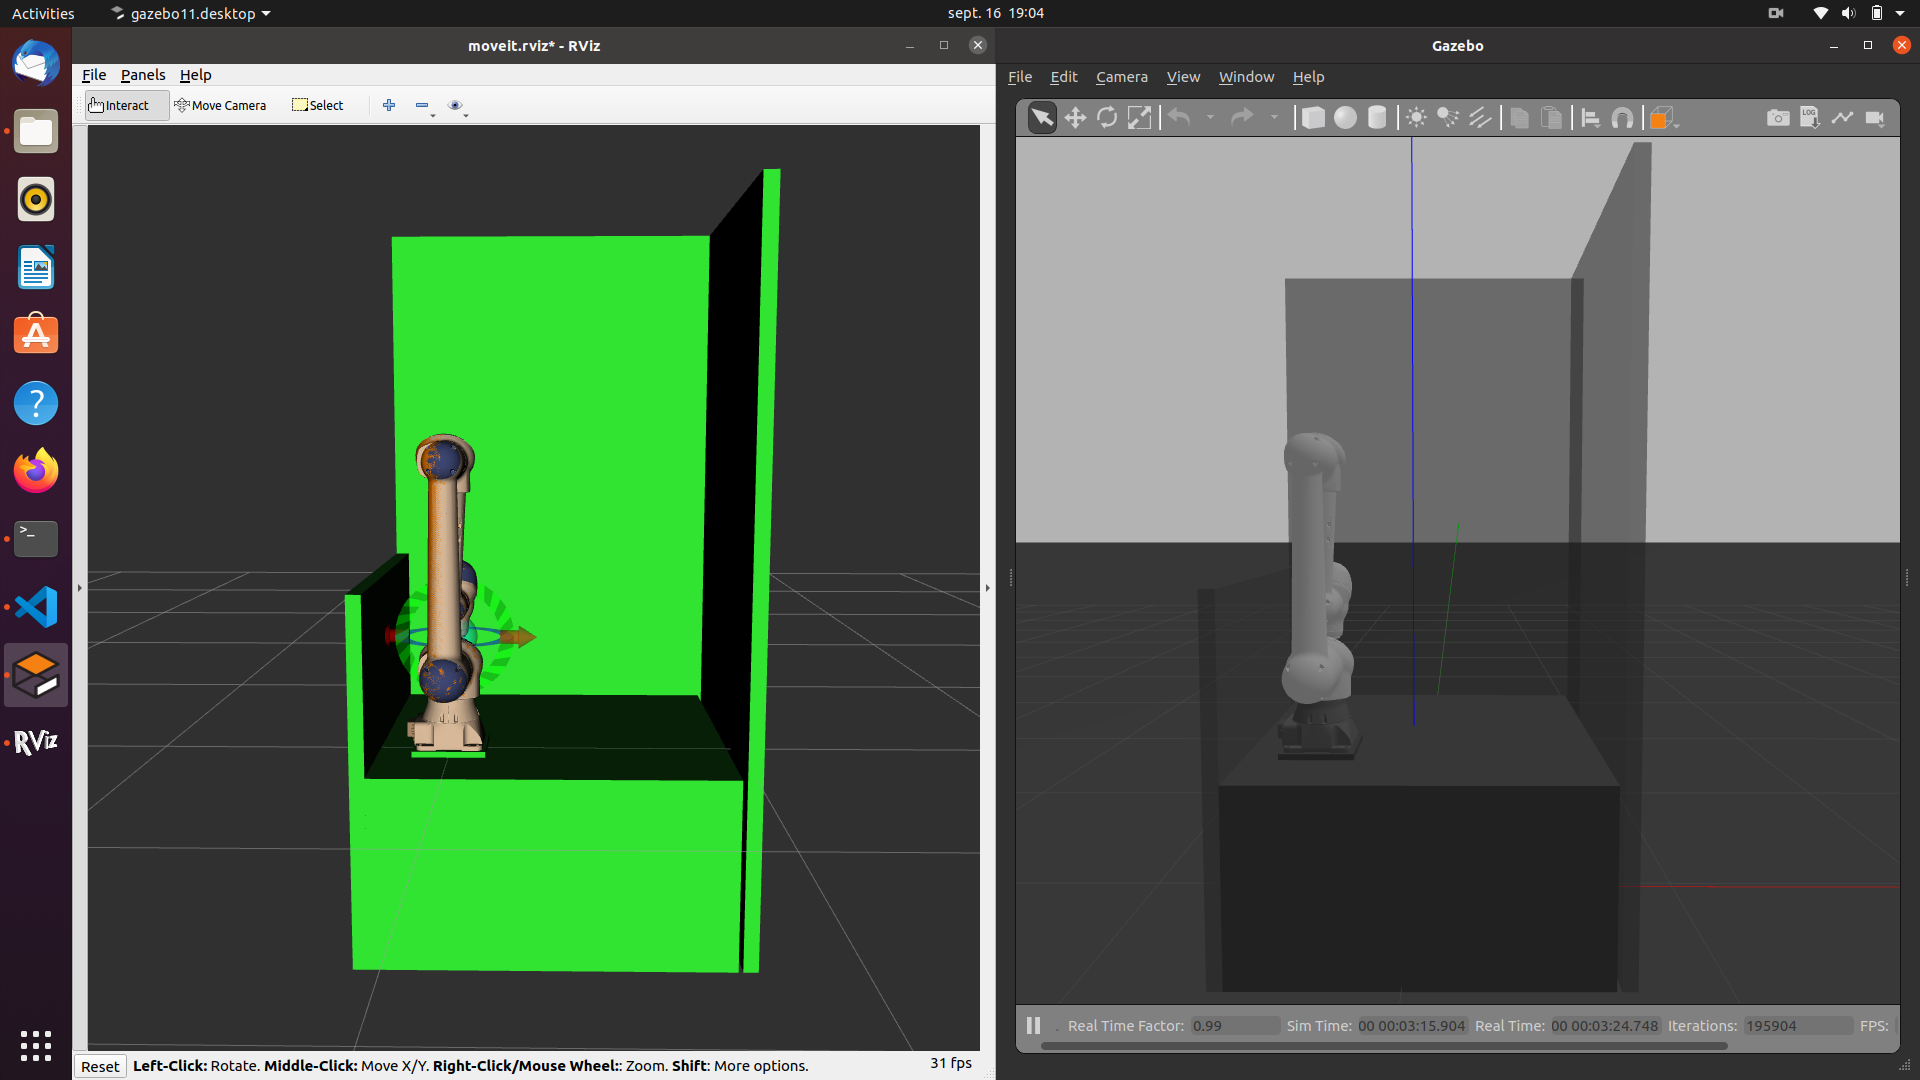 Activities gazebo11.desktop sept. 16 19:04
moveit.rviz* - RViz
File Panels Help
Interact Move Camera Select
Reset Left-Click: Rotate. Middle-Click: Move X/Y. Right-Click/Mouse Wheel:: Zoom. Shift: More options. 31 fps
Gazebo
File Edit Camera View Window Help
LOG
Real Time Factor: 0.99 Sim Time: 00 00:03:15.904 Real Time: 00 00:03:24.748 Iterations: 195904 FPS:
?
>_
RViz